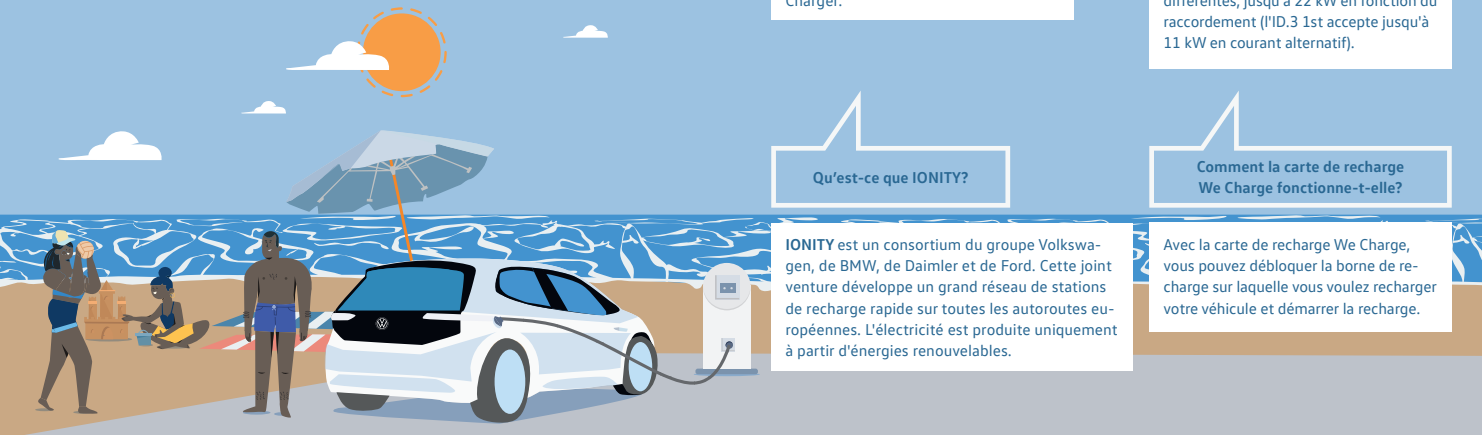 Charger.
différentes, jusqu'à 22 kW en fonction du
raccordement (l'ID.3 1st accepte jusqu'à
11 kW en courant alternatif).
Qu’est-ce que IONITY?
IONITY est un consortium du groupe Volkswa-
gen, de BMW, de Daimler et de Ford. Cette joint
venture développe un grand réseau de stations
de recharge rapide sur toutes les autoroutes eu-
ropéennes. L'électricité est produite uniquement
à partir d'énergies renouvelables.
Comment la carte de recharge
We Charge fonctionne-t-elle?
Avec la carte de recharge We Charge,
vous pouvez débloquer la borne de re-
charge sur laquelle vous voulez recharger
votre véhicule et démarrer la recharge.